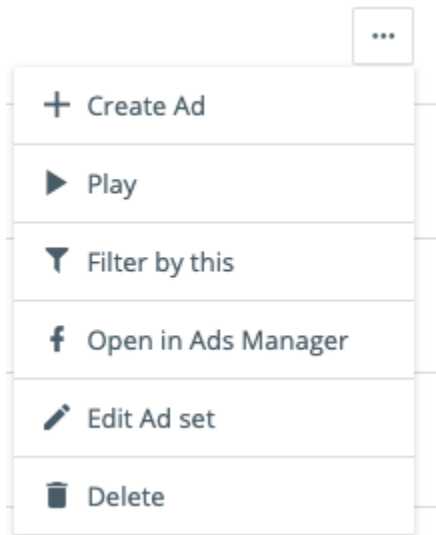 Create Ad
Play
Filter by this
Open in Ads Manager
Edit Ad set
Delete